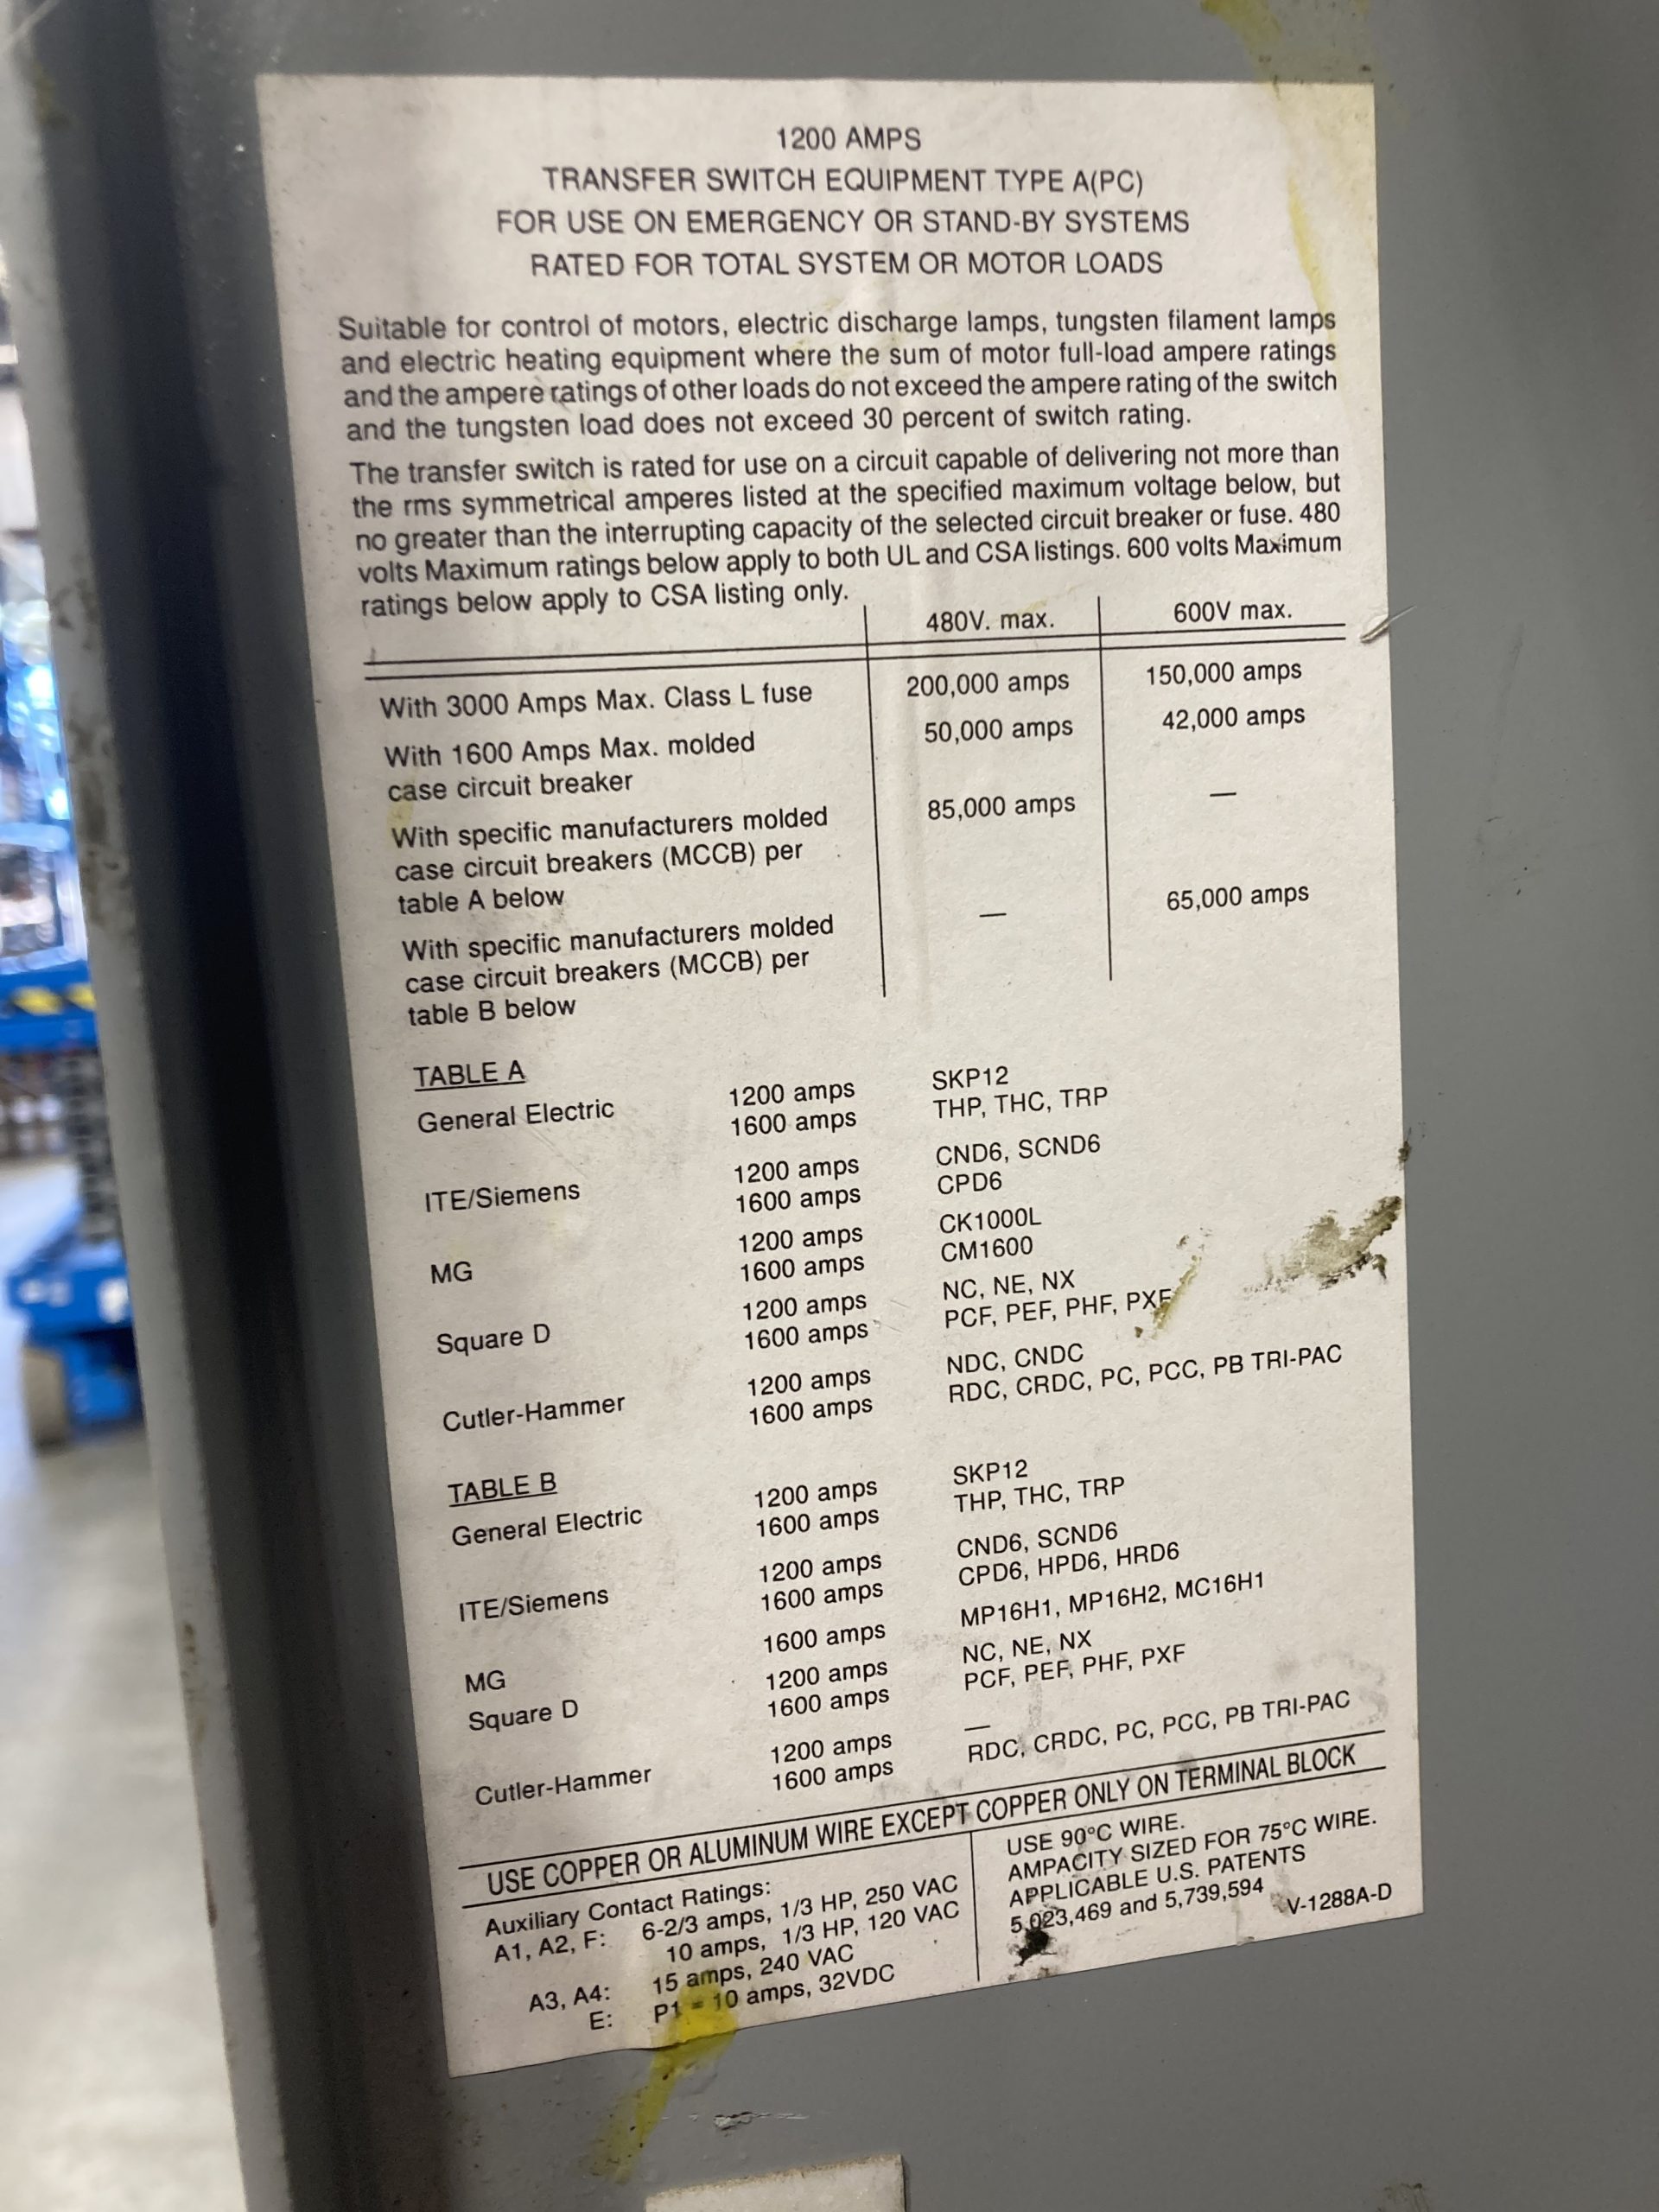 1200 AMPS
TRANSFER SWITCH EQUIPMENT TYPE A(PC)
FOR USE ON EMERGENCY OR STAND-BY SYSTEMS
RATED FOR TOTAL SYSTEM OR MOTOR LOADS
Suitable for control of motors, electric discharge lamps, tungsten filament lamps
and electric heating equipment where the sum of motor full-load ampere ratings
and the ampere ratings of other loads do not exceed the ampere rating of the switch
and the tungsten load does not exceed 30 percent of switch rating.
The transfer switch is rated for use on a circuit capable of delivering not more than
the rms symmetrical amperes listed at the specified maximum voltage below, but
no greater than the interrupting capacity of the selected circuit breaker or fuse. 480
volts Maximum ratings below apply to both UL and CSA listings. 600 volts Maximum
ratings below apply to CSA listing only.
480V. max. 600V max.
With 3000 Amps Max. Class L fuse 200,000 amps 150,000 amps
With 1600 Amps Max. molded 50,000 amps 42,000 amps
case circuit breaker
With specific manufacturers molded 85,000 amps —
case circuit breakers (MCCB) per
table A below
With specific manufacturers molded — 65,000 amps
case circuit breakers (MCCB) per
table B below
TABLE A
General Electric 1200 amps SKP12
1600 amps THP, THC, TRP
ITE/Siemens 1200 amps CND6, SCND6
1600 amps CPD6
MG 1200 amps CK1000L
1600 amps CM1600
Square D 1200 amps NC, NE, NX
1600 amps PCF, PEF, PHF, PXF
Cutler-Hammer 1200 amps NDC, CNDC
1600 amps RDC, CRDC, PC, PCC, PB TRI-PAC
TABLE B
General Electric 1200 amps SKP12
1600 amps THP, THC, TRP
ITE/Siemens 1200 amps CND6, SCND6
1600 amps CPD6, HPD6, HRD6
MG 1600 amps MP16H1, MP16H2, MC16H1
Square D 1200 amps NC, NE, NX
1600 amps PCF, PEF, PHF, PXF
Cutler-Hammer 1200 amps —
1600 amps RDC, CRDC, PC, PCC, PB TRI-PAC
USE COPPER OR ALUMINUM WIRE EXCEPT COPPER ONLY ON TERMINAL BLOCK
Auxiliary Contact Ratings:
A1, A2, F: 6-2/3 amps, 1/3 HP, 250 VAC
10 amps, 1/3 HP, 120 VAC
A3, A4: 15 amps, 240 VAC
E: P1 = 10 amps, 32VDC
USE 90°C WIRE.
AMPACITY SIZED FOR 75°C WIRE.
APPLICABLE U.S. PATENTS
5,023,469 and 5,739,594
V-1288A-D